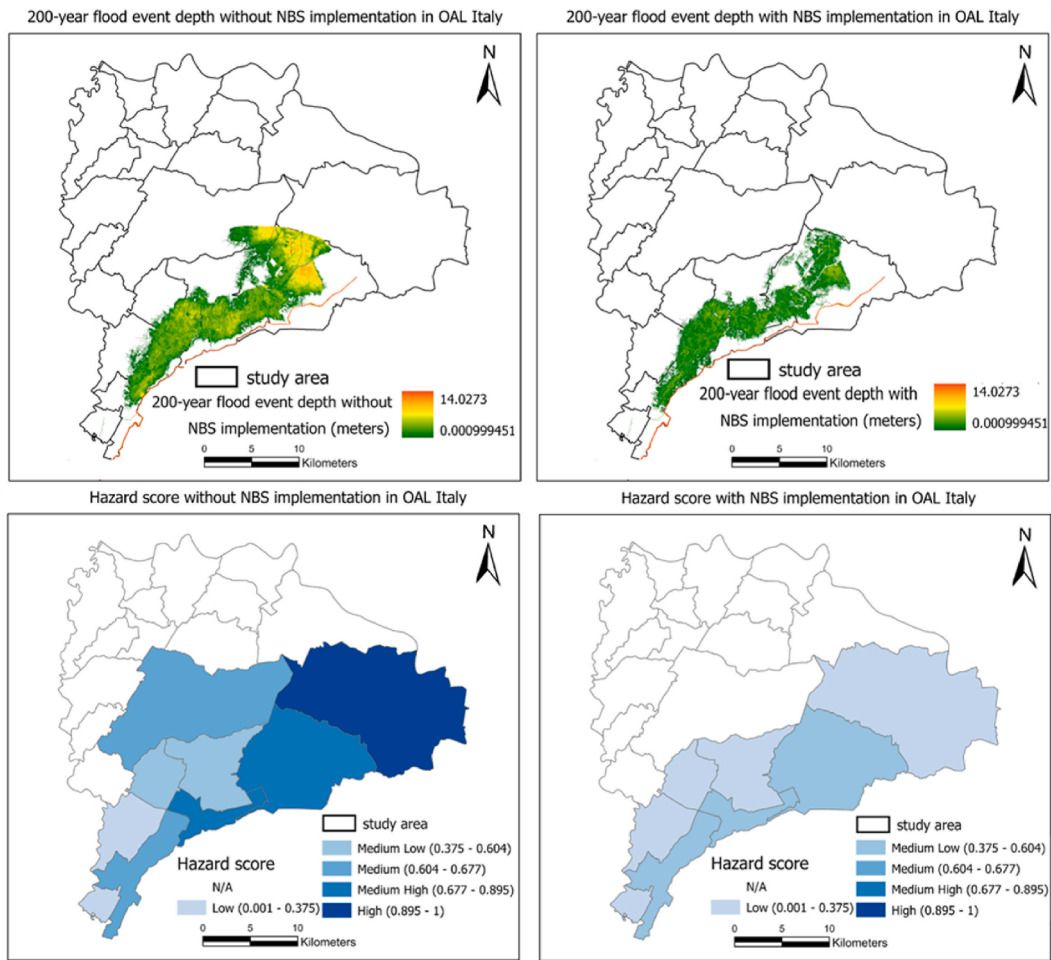 200-year flood event depth without NBS implementation in OAL Italy
N
study area
200-year flood event depth without
NBS implementation (meters)
14.0273
0.000999451
0 5 10
Kilometers
200-year flood event depth with NBS implementation in OAL Italy
N
study area
200-year flood event depth with
NBS implementation (meters)
14.0273
0.000999451
0 5 10
Kilometers
Hazard score without NBS implementation in OAL Italy
N
study area
Hazard score
N/A
Low (0.001 - 0.375)
Medium Low (0.375 - 0.604)
Medium (0.604 - 0.677)
Medium High (0.677 - 0.895)
High (0.895 - 1)
0 5 10
Kilometers
Hazard score with NBS implementation in OAL Italy
N
study area
Hazard score
N/A
Low (0.001 - 0.375)
Medium Low (0.375 - 0.604)
Medium (0.604 - 0.677)
Medium High (0.677 - 0.895)
High (0.895 - 1)
0 5 10
Kilometers